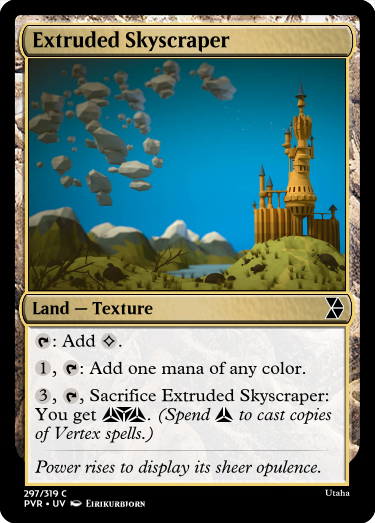 Extruded Skyscraper
Land — Texture
: Add .
1, : Add one mana of any color.
3, , Sacrifice Extruded Skyscraper:
You get . (Spend to cast copies
of Vertex spells.)
Power rises to display its sheer opulence.
297/319 C
Utaha
PVR • UV EIRIKURBJORN